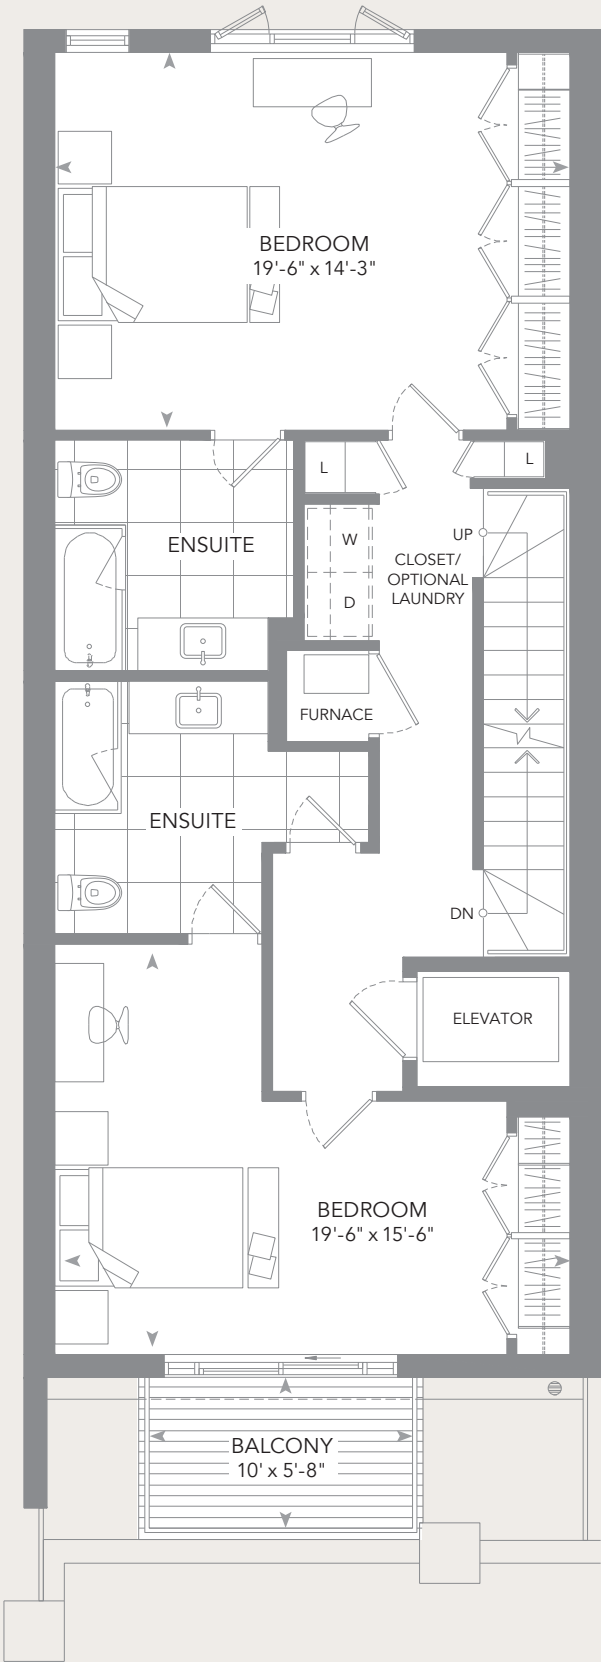 BEDROOM
19'-6" x 14'-3"
L
L
W
D
UP
CLOSET/
OPTIONAL
LAUNDRY
ENSUITE
FURNACE
ENSUITE
DN
ELEVATOR
BEDROOM
19'-6" x 15'-6"
BALCONY
10' x 5'-8"